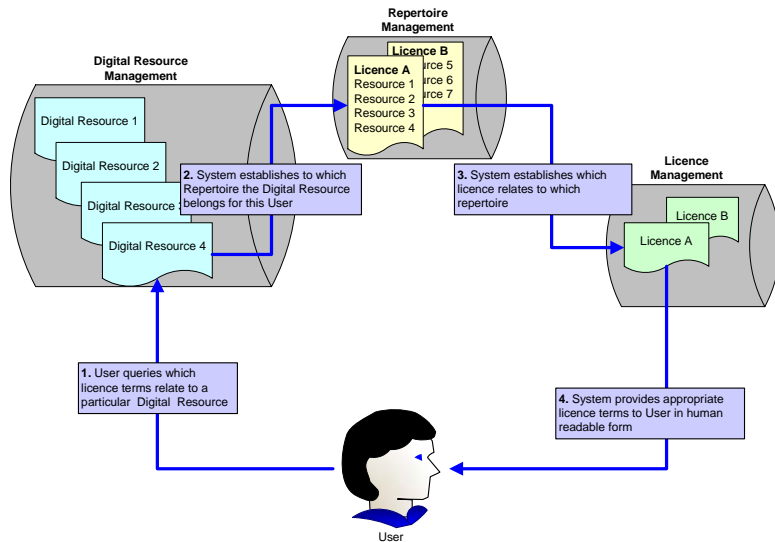 Repertoire
Management
Licence B
Licence A
Resource 1
Resource 2
Resource 3
Resource 4
ource 5
ource 6
urce 7
Digital Resource
Management
Digital Resource 1
Digital Resource 2
Digital Resource
Digital Resource 4
2. System establishes to which
Repertoire the Digital Resource
belongs for this User
3. System establishes which
licence relates to which
repertoire
Licence
Management
Licence B
Licence A
1. User queries which
licence terms relate to a
particular Digital Resource
4. System provides appropriate
licence terms to User in human
readable form
User